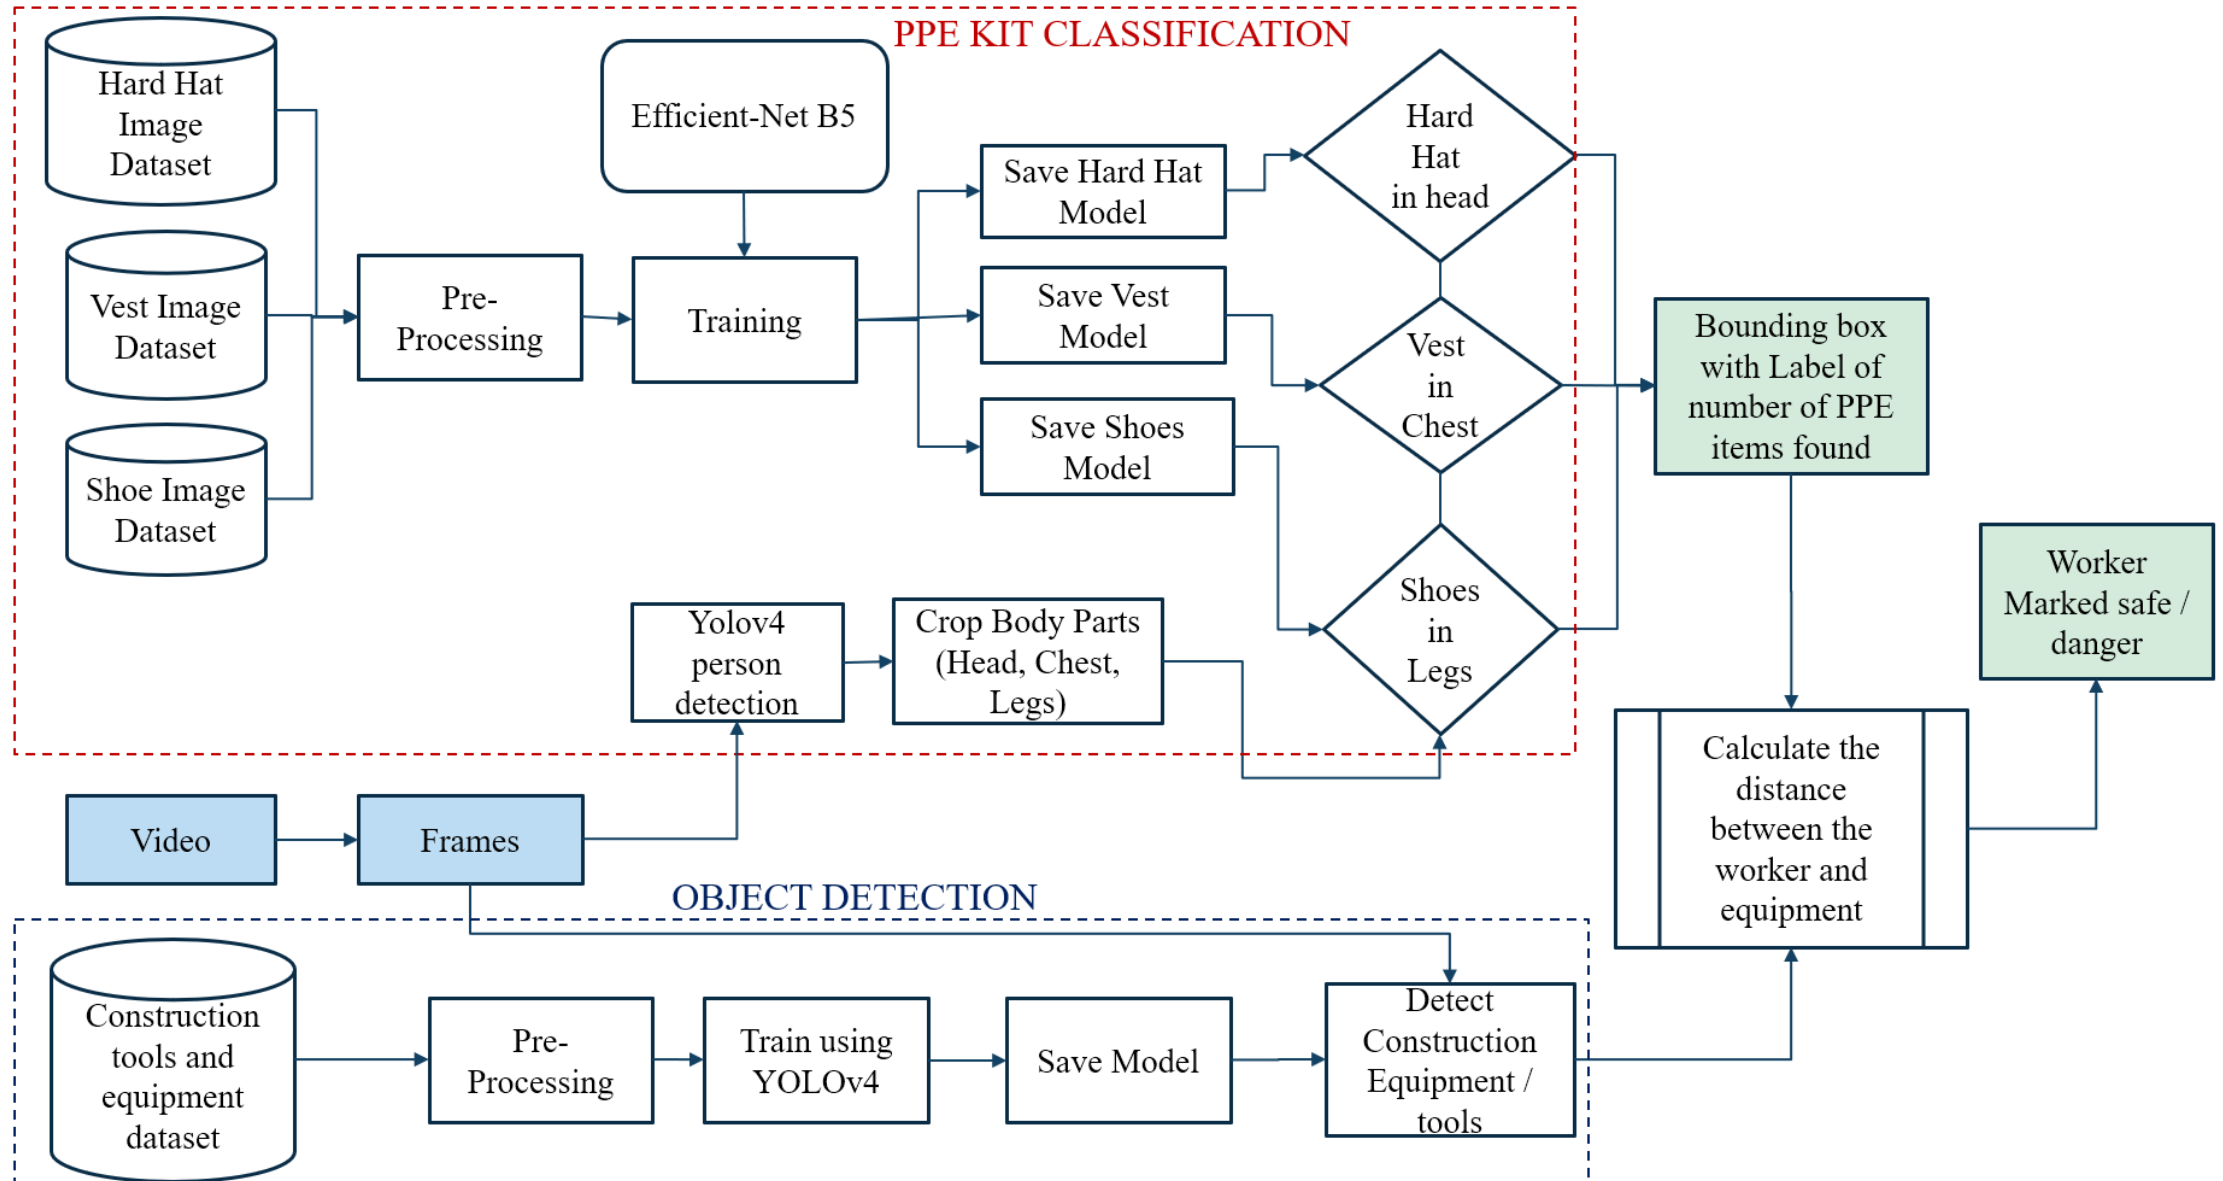 PPE KIT CLASSIFICATION
Hard Hat
Image
Dataset
Efficient-Net B5
Hard
Hat
in head
Save Hard Hat
Model
Vest Image
Dataset
Pre-
Processing
Training
Save Vest
Model
Vest
in
Chest
Bounding box
with Label of
number of PPE
items found
Shoe Image
Dataset
Save Shoes
Model
Shoes
in
Legs
Worker
Marked safe /
danger
Yolov4
person
detection
Crop Body Parts
(Head, Chest,
Legs)
Calculate the
distance
between the
worker and
equipment
Video
Frames
OBJECT DETECTION
Construction
tools and
equipment
dataset
Pre-
Processing
Train using
YOLOv4
Save Model
Detect
Construction
Equipment /
tools